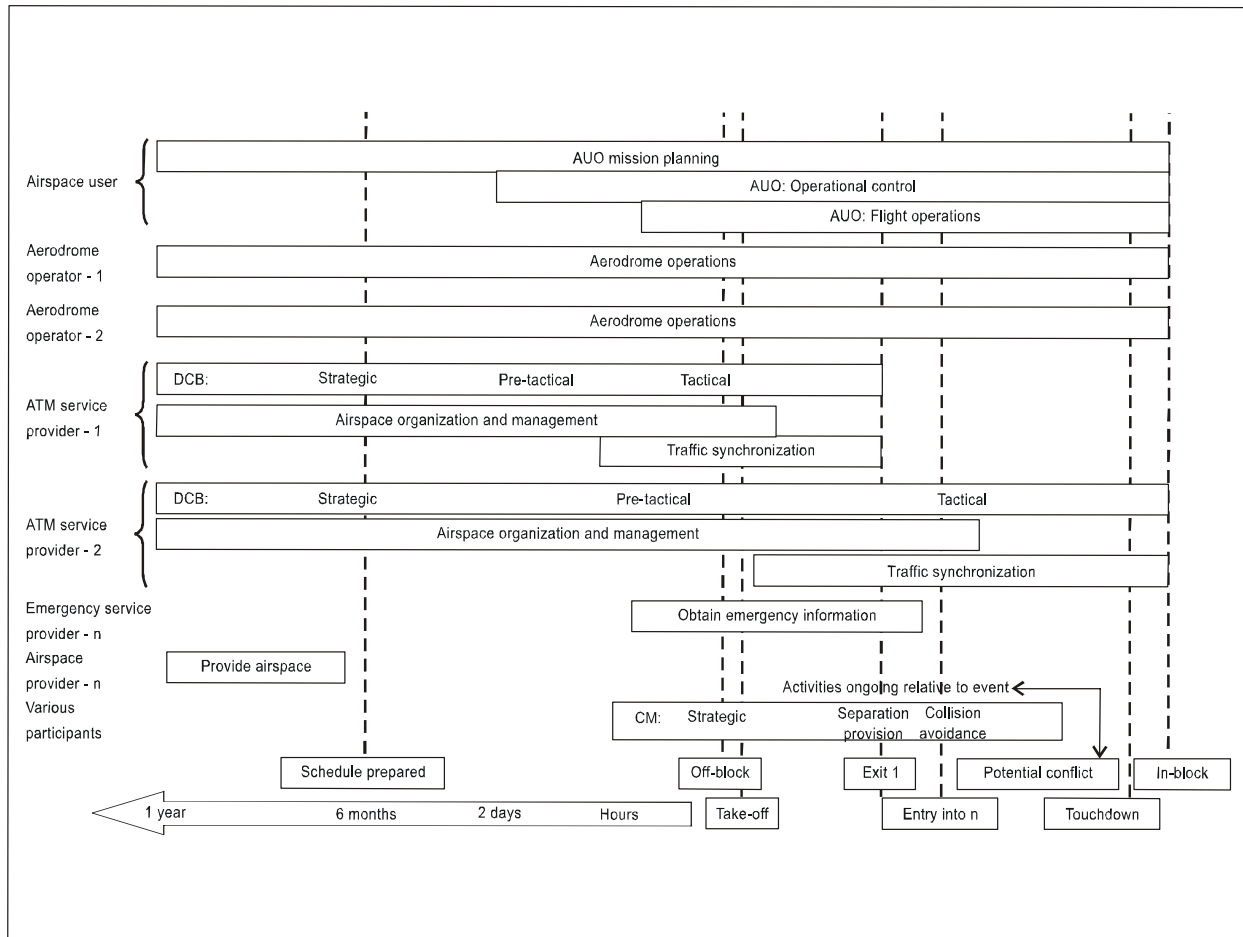 AUO mission planning
Airspace user
AUO: Operational control
AUO: Flight operations
Aerodrome
operator - 1
Aerodrome operations
Aerodrome
operator - 2
Aerodrome operations
DCB: Strategic Pre-tactical Tactical
ATM service
provider - 1
Airspace organization and management
Traffic synchronization
DCB: Strategic Pre-tactical Tactical
ATM service
provider - 2
Airspace organization and management
Traffic synchronization
Emergency service
provider - n
Obtain emergency information
Airspace
provider - n
Provide airspace
Activities ongoing relative to event
Various
participants
CM: Strategic
Separation
provision
Collision
avoidance
Schedule prepared
Off-block
Exit 1
Potential conflict
In-block
1 year 6 months 2 days Hours
Take-off
Entry into n
Touchdown